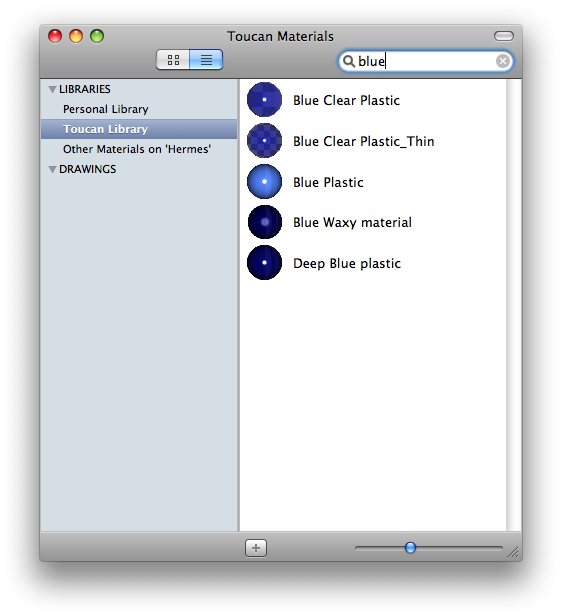 Toucan Materials
blue
LIBRARIES
Personal Library
Toucan Library
Other Materials on 'Hermes'
DRAWINGS
Blue Clear Plastic
Blue Clear Plastic_Thin
Blue Plastic
Blue Waxy material
Deep Blue plastic